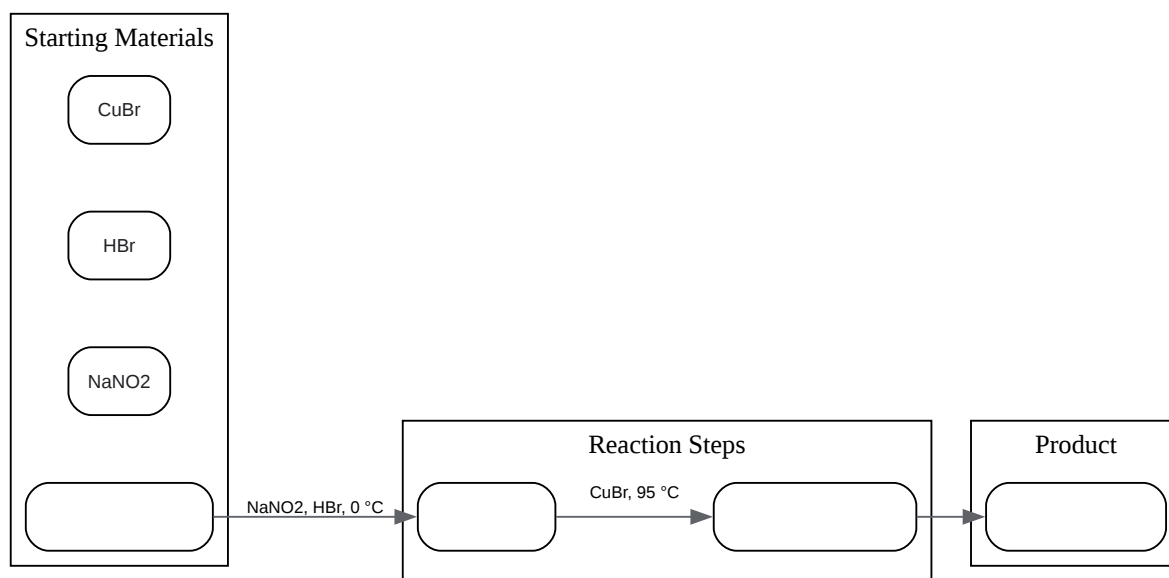 Starting Materials
CuBr
HBr
NaNO2
NaNO2, HBr, 0 °C
Reaction Steps
CuBr, 95 °C
Product